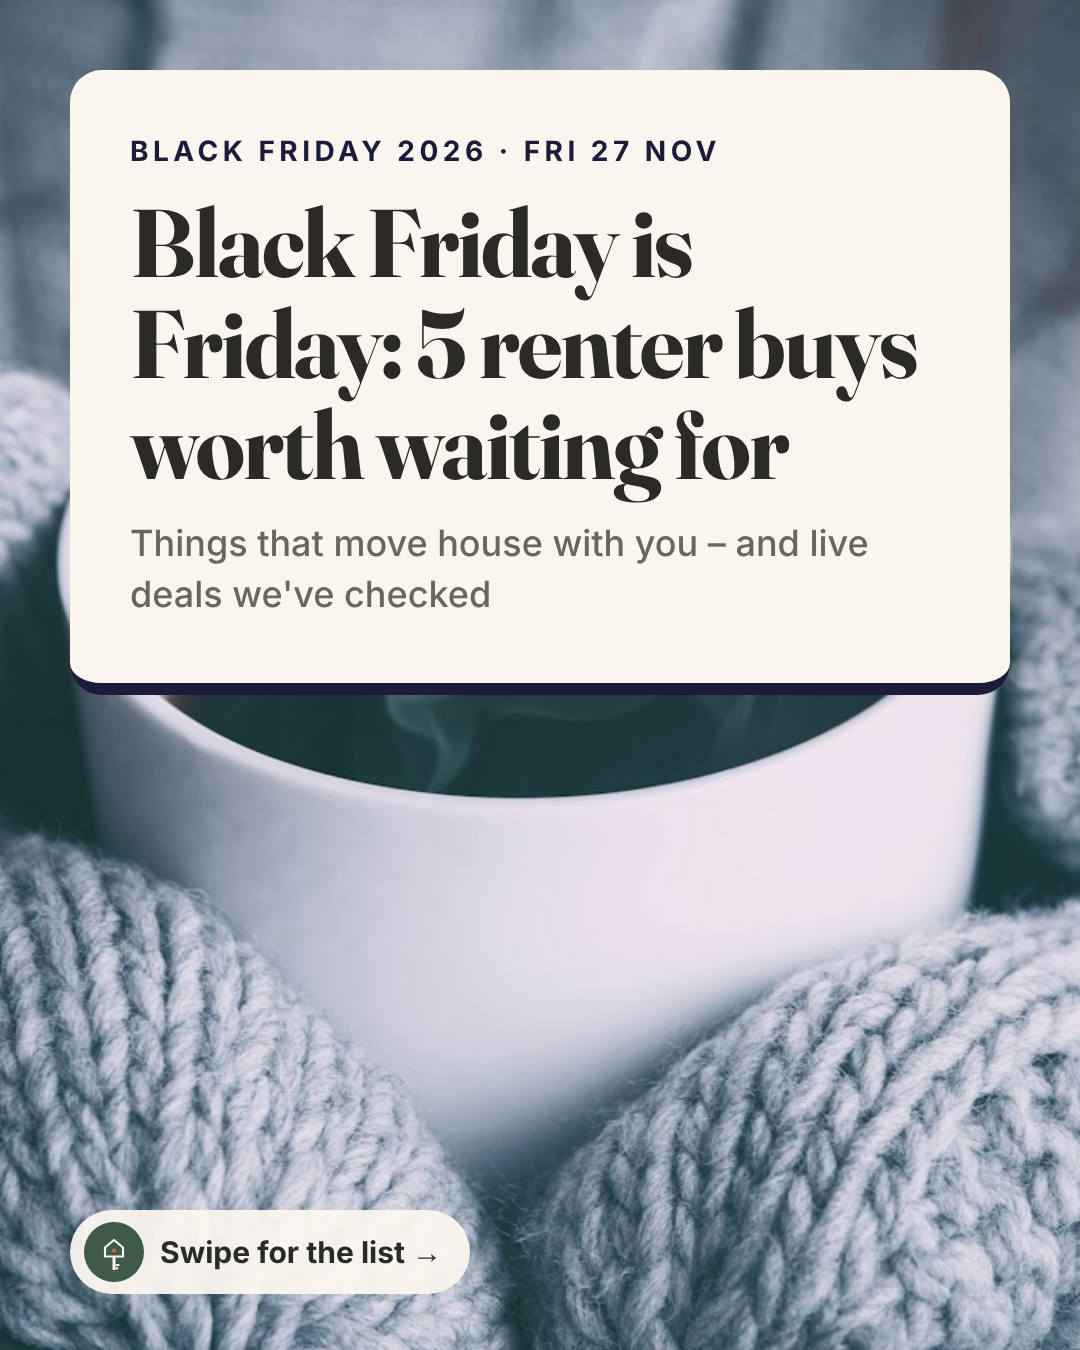 BLACK FRIDAY 2026 · FRI 27 NOV
Black Friday is
Friday: 5 renter buys
worth waiting for
Things that move house with you – and live
deals we've checked
Swipe for the list →